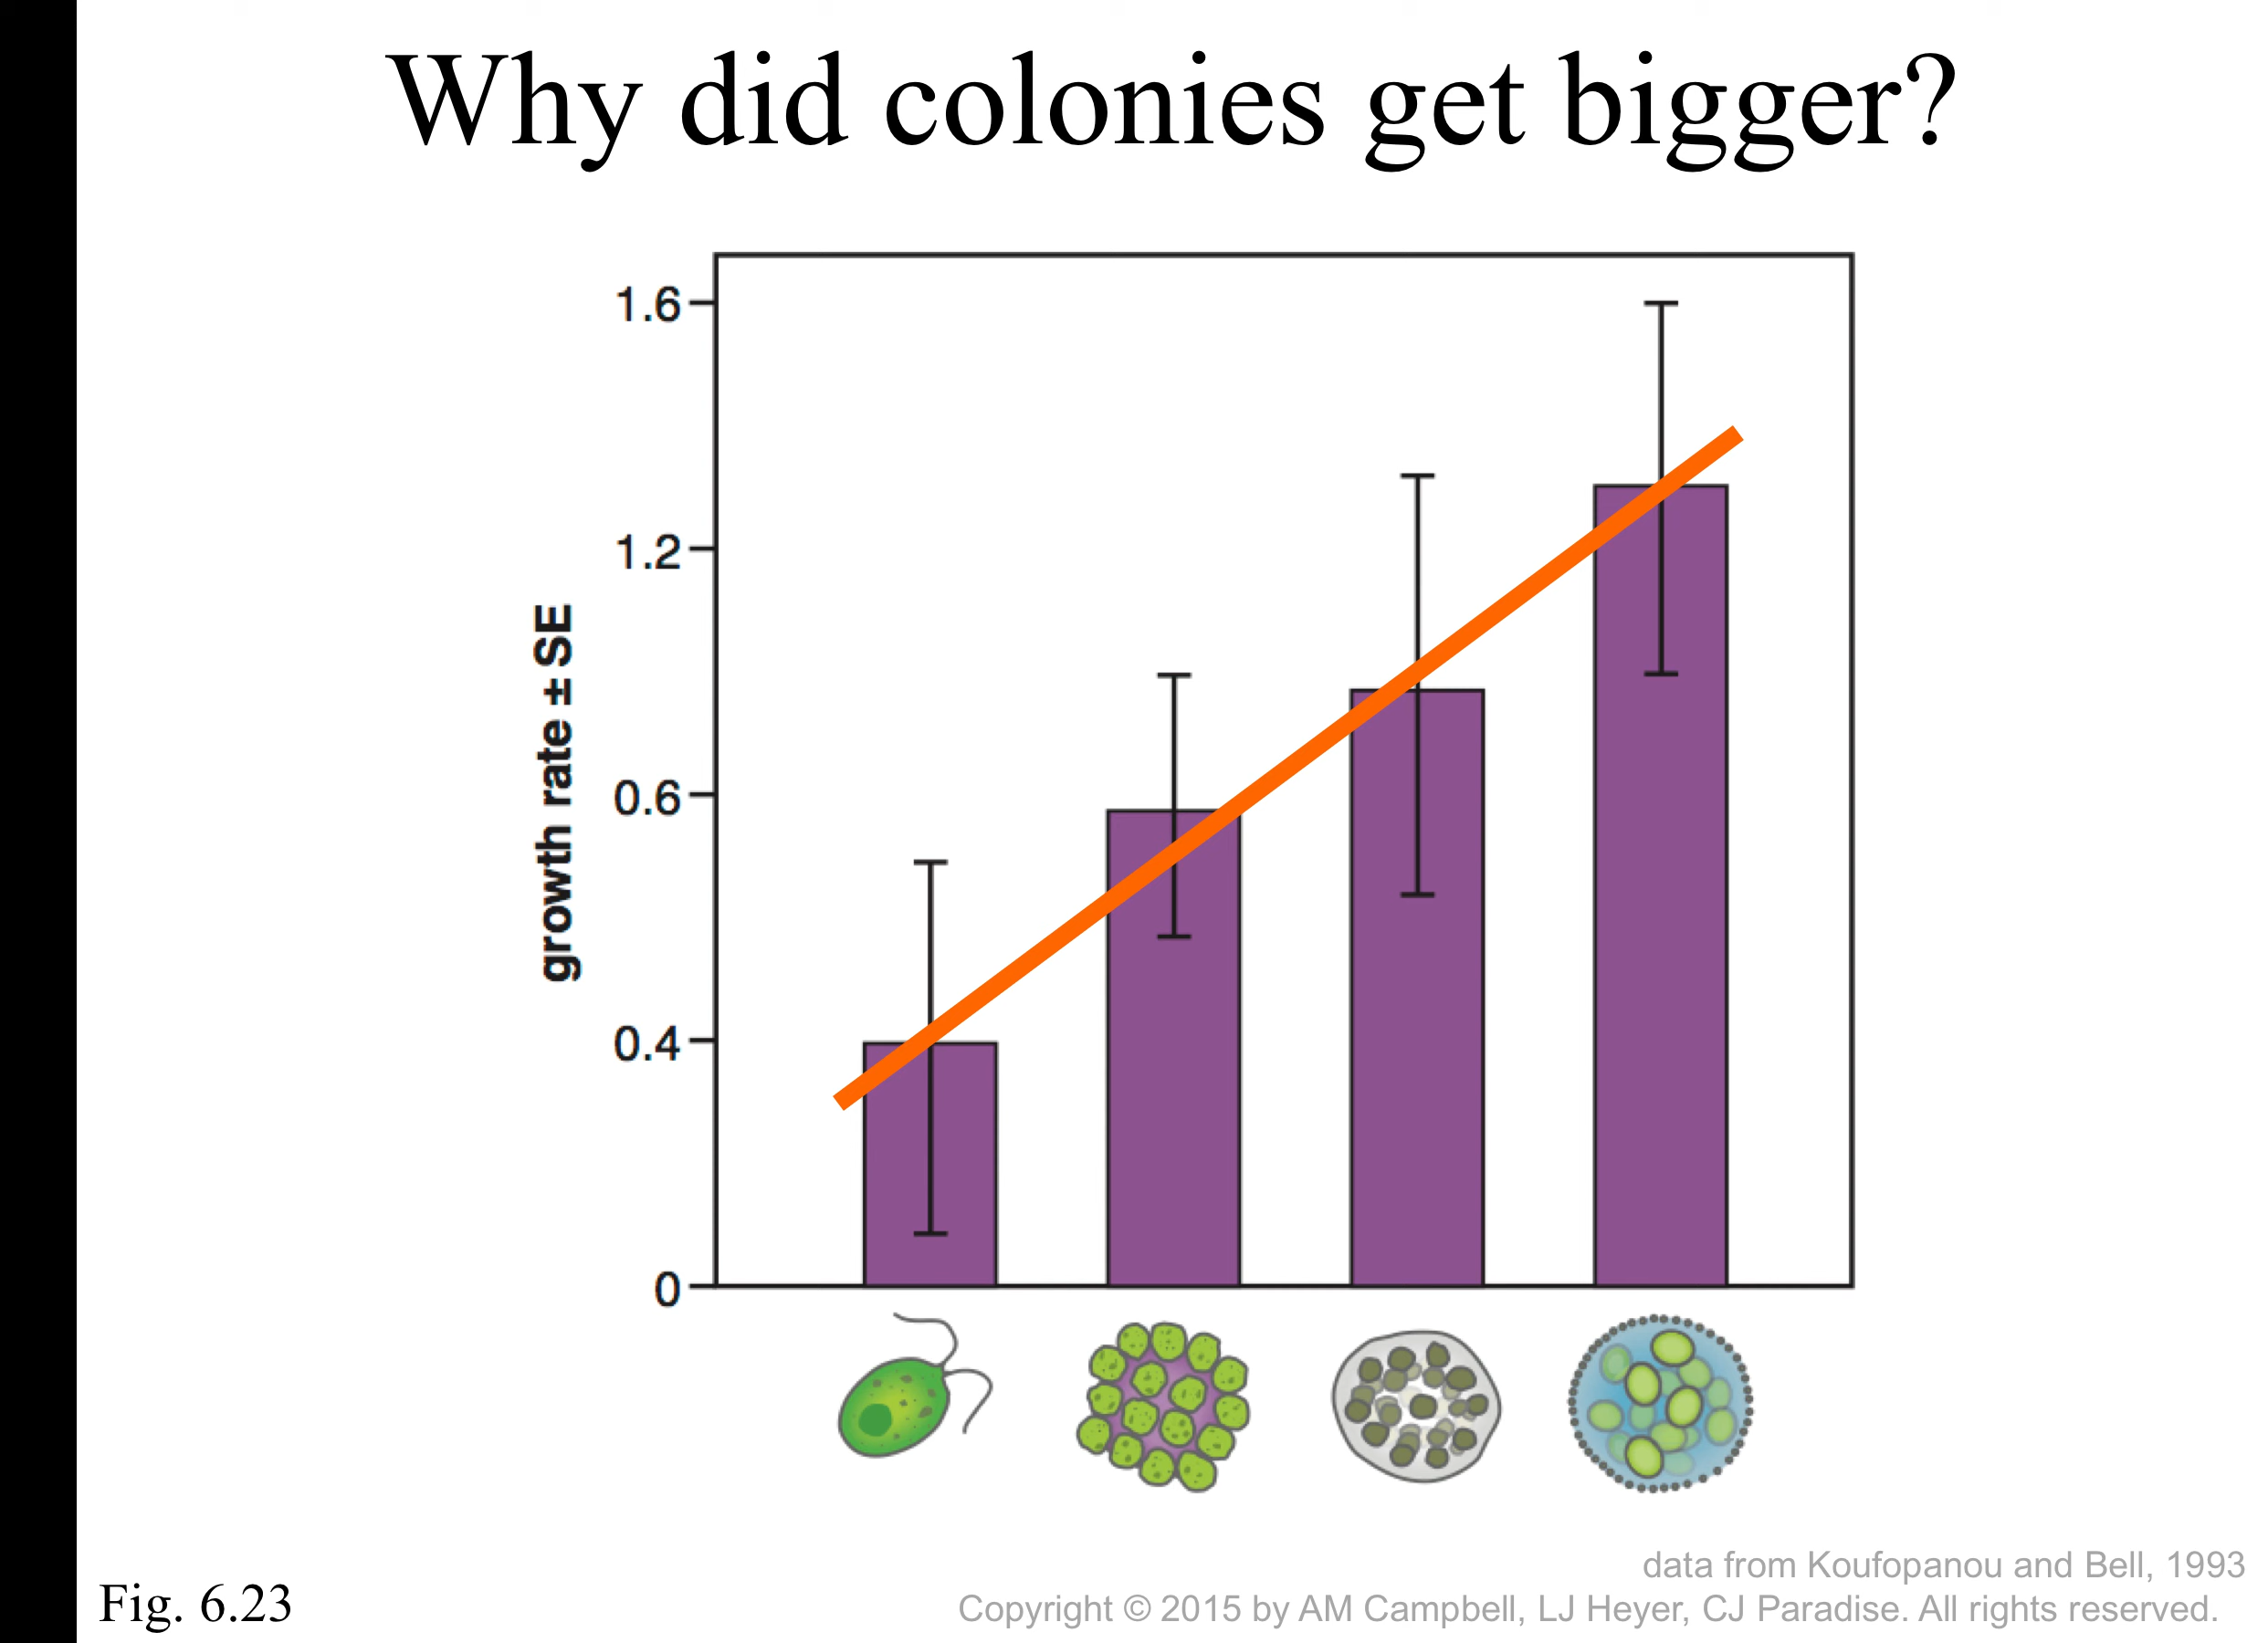 Why did colonies get bigger?
1.6
1.2
0.6
0.4
0
growth rate ± SE
data from Koufopanou and Bell, 1993
Fig. 6.23
Copyright © 2015 by AM Campbell, LJ Heyer, CJ Paradise. All rights reserved.